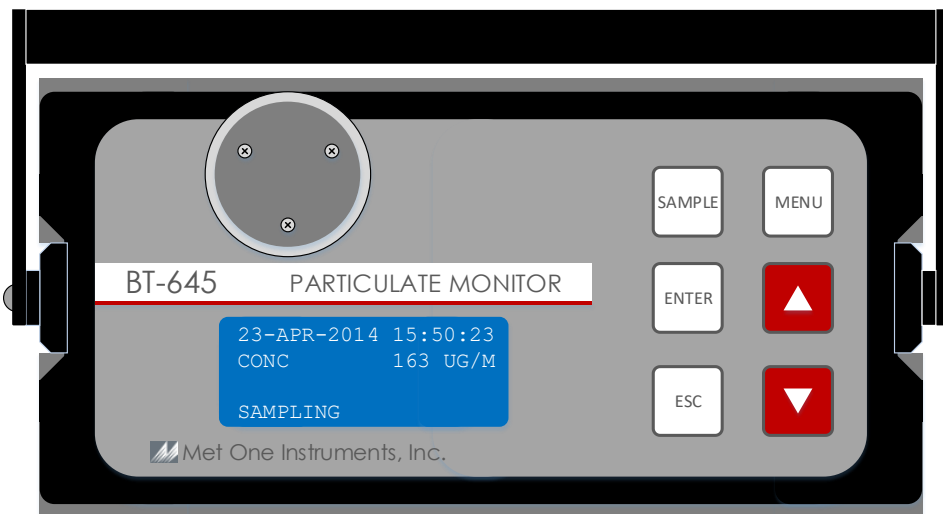 SAMPLE
MENU
BT-645 PARTICULATE MONITOR
ENTER
23-APR-2014 15:50:23
CONC 163 UG/M
SAMPLING
ESC
Met One Instruments, Inc.